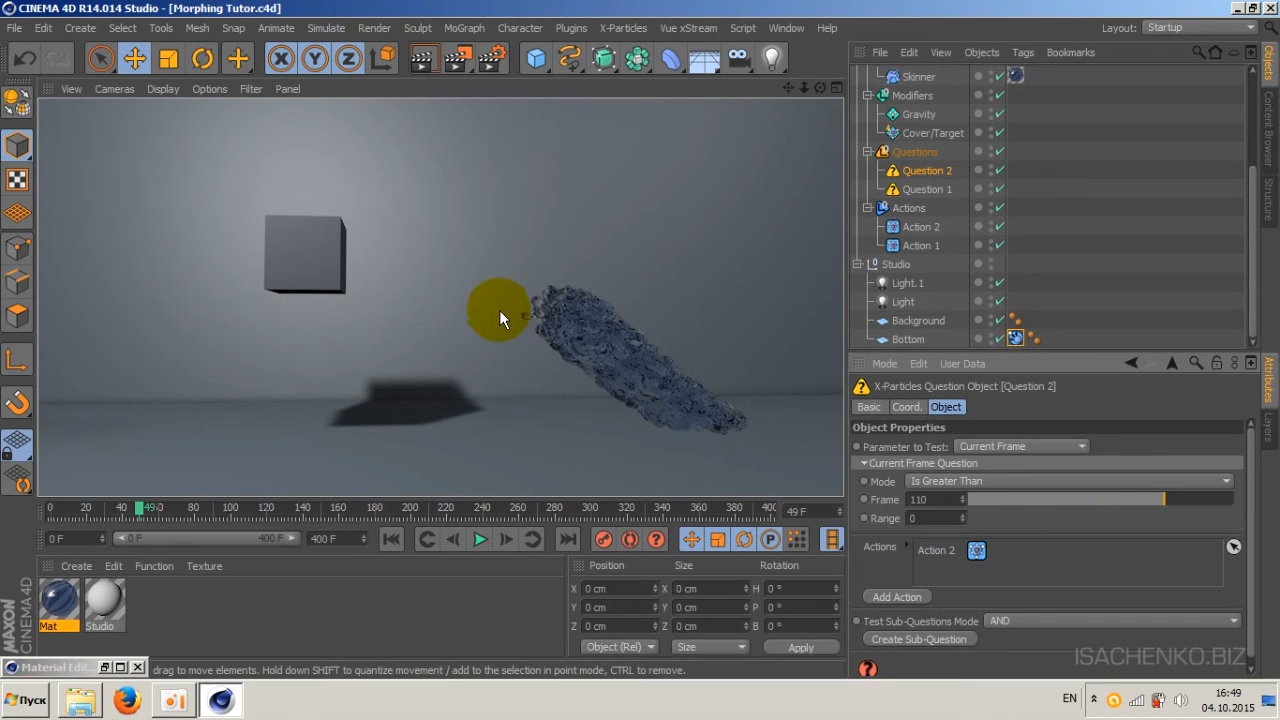 CINEMA 4D R14.014 Studio - [Morphing Tutor.c4d]
File Edit Create Select Tools Mesh Snap Animate Simulate Render Sculpt MoGraph Character Plugins X-Particles Vue xStream Script Window Help Layout: Startup
X Y Z
File Edit View Objects Tags Bookmarks
View Cameras Display Options Filter Panel
Skinner
Modifiers
Gravity
Cover/Target
Questions
Question 2
Question 1
Actions
Action 2
Action 1
Studio
Light.1
Light
Background
Bottom
Objects
Content Browser
Structure
Mode Edit User Data
X-Particles Question Object [Question 2]
Basic Coord. Object
Object Properties
Parameter to Test: Current Frame
Current Frame Question
Mode Is Greater Than
Frame 110
Range 0
Actions Action 2
Add Action
Test Sub-Questions Mode AND
Create Sub-Question
Attributes
Layers
0 20 40 49 60 80 100 120 140 160 180 200 220 240 260 280 300 320 340 360 380 400 49 F
0 F 0 F 400 F 400 F P
Create Edit Function Texture
Mat Studio
Position Size Rotation
X 0 cm X 0 cm H 0 °
Y 0 cm Y 0 cm P 0 °
Z 0 cm Z 0 cm B 0 °
Object (Rel) Size Apply
MAXON
CINEMA 4D
Material Edit...
drag to move elements. Hold down SHIFT to quantize movement / add to the selection in point mode, CTRL to remove.
ISACHENKO.BIZ
Пуск
EN
16:49
04.10.2015